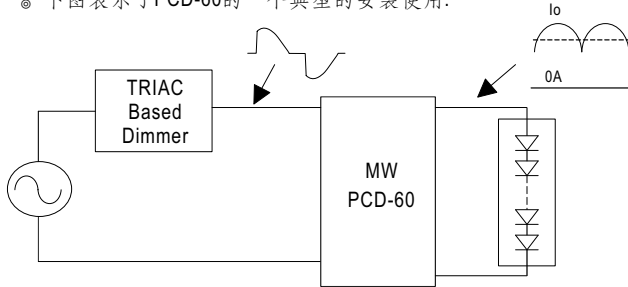 ◎ 下图表示了PCD-60的一个典型的安装使用.
Io
0A
TRIAC
Based
Dimmer
MW
PCD-60